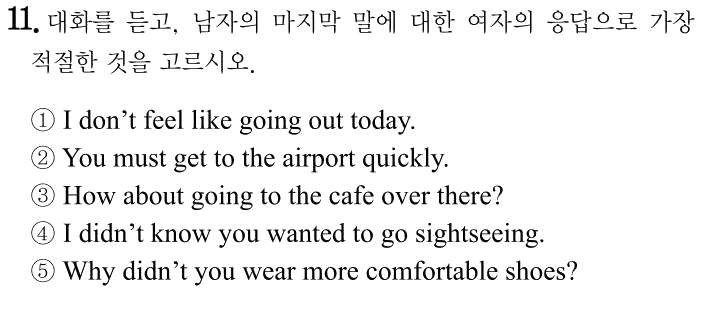 11. 대화를 듣고, 남자의 마지막 말에 대한 여자의 응답으로 가장
적절한 것을 고르시오.
① I don’t feel like going out today.
② You must get to the airport quickly.
③ How about going to the cafe over there?
④ I didn’t know you wanted to go sightseeing.
⑤ Why didn’t you wear more comfortable shoes?